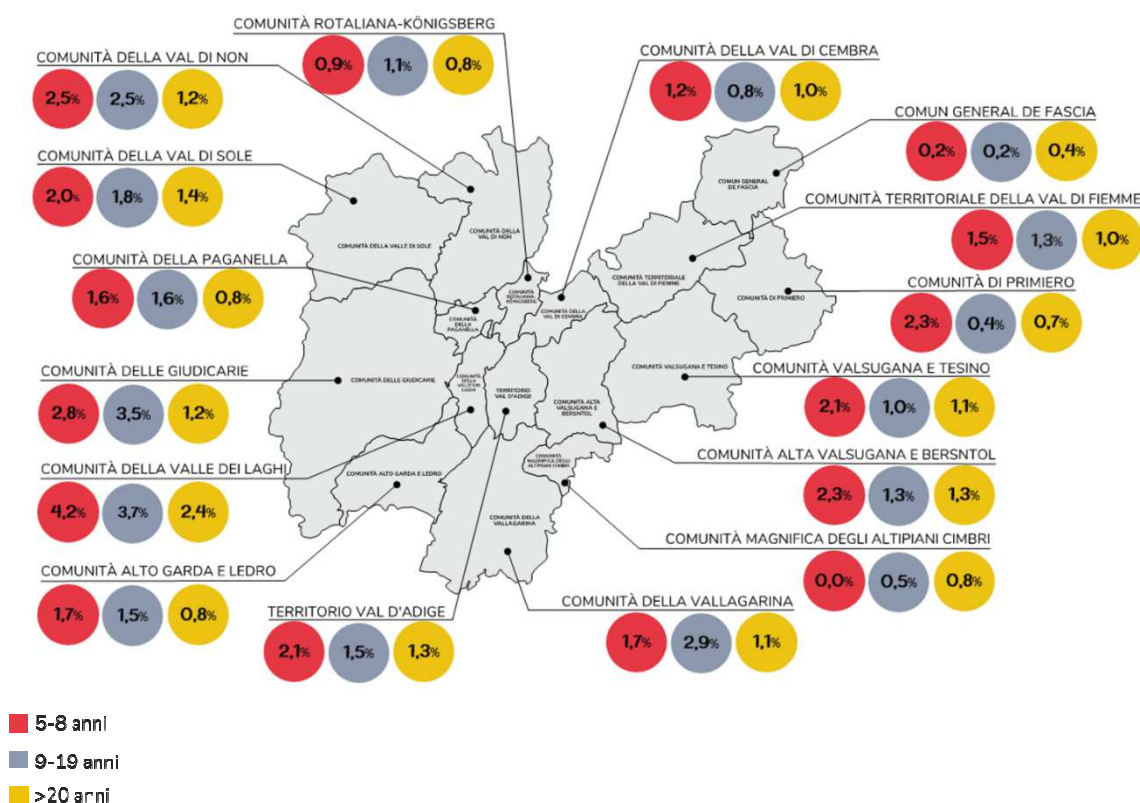 COMUNITÀ ROTALIANA-KÖNIGSBERG
0,9% 1,1% 0,8%
COMUNITÀ DELLA VAL DI CEMBRA
1,2% 0,8% 1,0%
COMUNITÀ DELLA VAL DI NON
2,5% 2,5% 1,2%
COMUN GENERAL DE FASCIA
0,2% 0,2% 0,4%
COMUNITÀ DELLA VAL DI SOLE
2,0% 1,8% 1,4%
COMUNITÀ TERRITORIALE DELLA VAL DI FIEMME
1,5% 1,3% 1,0%
COMUNITÀ DELLA PAGANELLA
1,6% 1,6% 0,8%
COMUNITÀ DI PRIMIERO
2,3% 0,4% 0,7%
COMUNITÀ DELLE GIUDICARIE
2,8% 3,5% 1,2%
COMUNITÀ VALSUGANA E TESINO
2,1% 1,0% 1,1%
COMUNITÀ DELLA VALLE DEI LAGHI
4,2% 3,7% 2,4%
COMUNITÀ ALTA VALSUGANA E BERSNTOL
2,3% 1,3% 1,3%
COMUNITÀ MAGNIFICA DEGLI ALTIPIANI CIMBRI
0,0% 0,5% 0,8%
COMUNITÀ ALTO GARDA E LEDRO
1,7% 1,5% 0,8%
TERRITORIO VAL D'ADIGE
2,1% 1,5% 1,3%
COMUNITÀ DELLA VALLAGARINA
1,7% 2,9% 1,1%
COMUN GENERAL
DE FASCIA
COMUNITÀ DELLA
VAL DI NON
COMUNITÀ DELLA VALLE DI SOLE
COMUNITÀ TERRITORIALE
DELLA VAL DI FIEMME
COMUNITÀ DI PRIMIERO
COMUNITÀ
ROTALIANA-
KÖNIGSBERG
COMUNITÀ DELLA
VAL DI CEMBRA
COMUNITÀ
DELLA
PAGANELLA
COMUNITÀ DELLE GIUDICARIE
COMUNITÀ
DELLA
VALLE DEI
LAGHI
TERRITORIO
VAL D'ADIGE
COMUNITÀ ALTA
VALSUGANA E
BERSNTOL
COMUNITÀ VALSUGANA E TESINO
COMUNITÀ
MAGNIFICA DEGLI
ALTIPIANI CIMBRI
COMUNITÀ ALTO GARDA E LEDRO
COMUNITÀ DELLA
VALLAGARINA
5-8 anni
9-19 anni
>20 anni